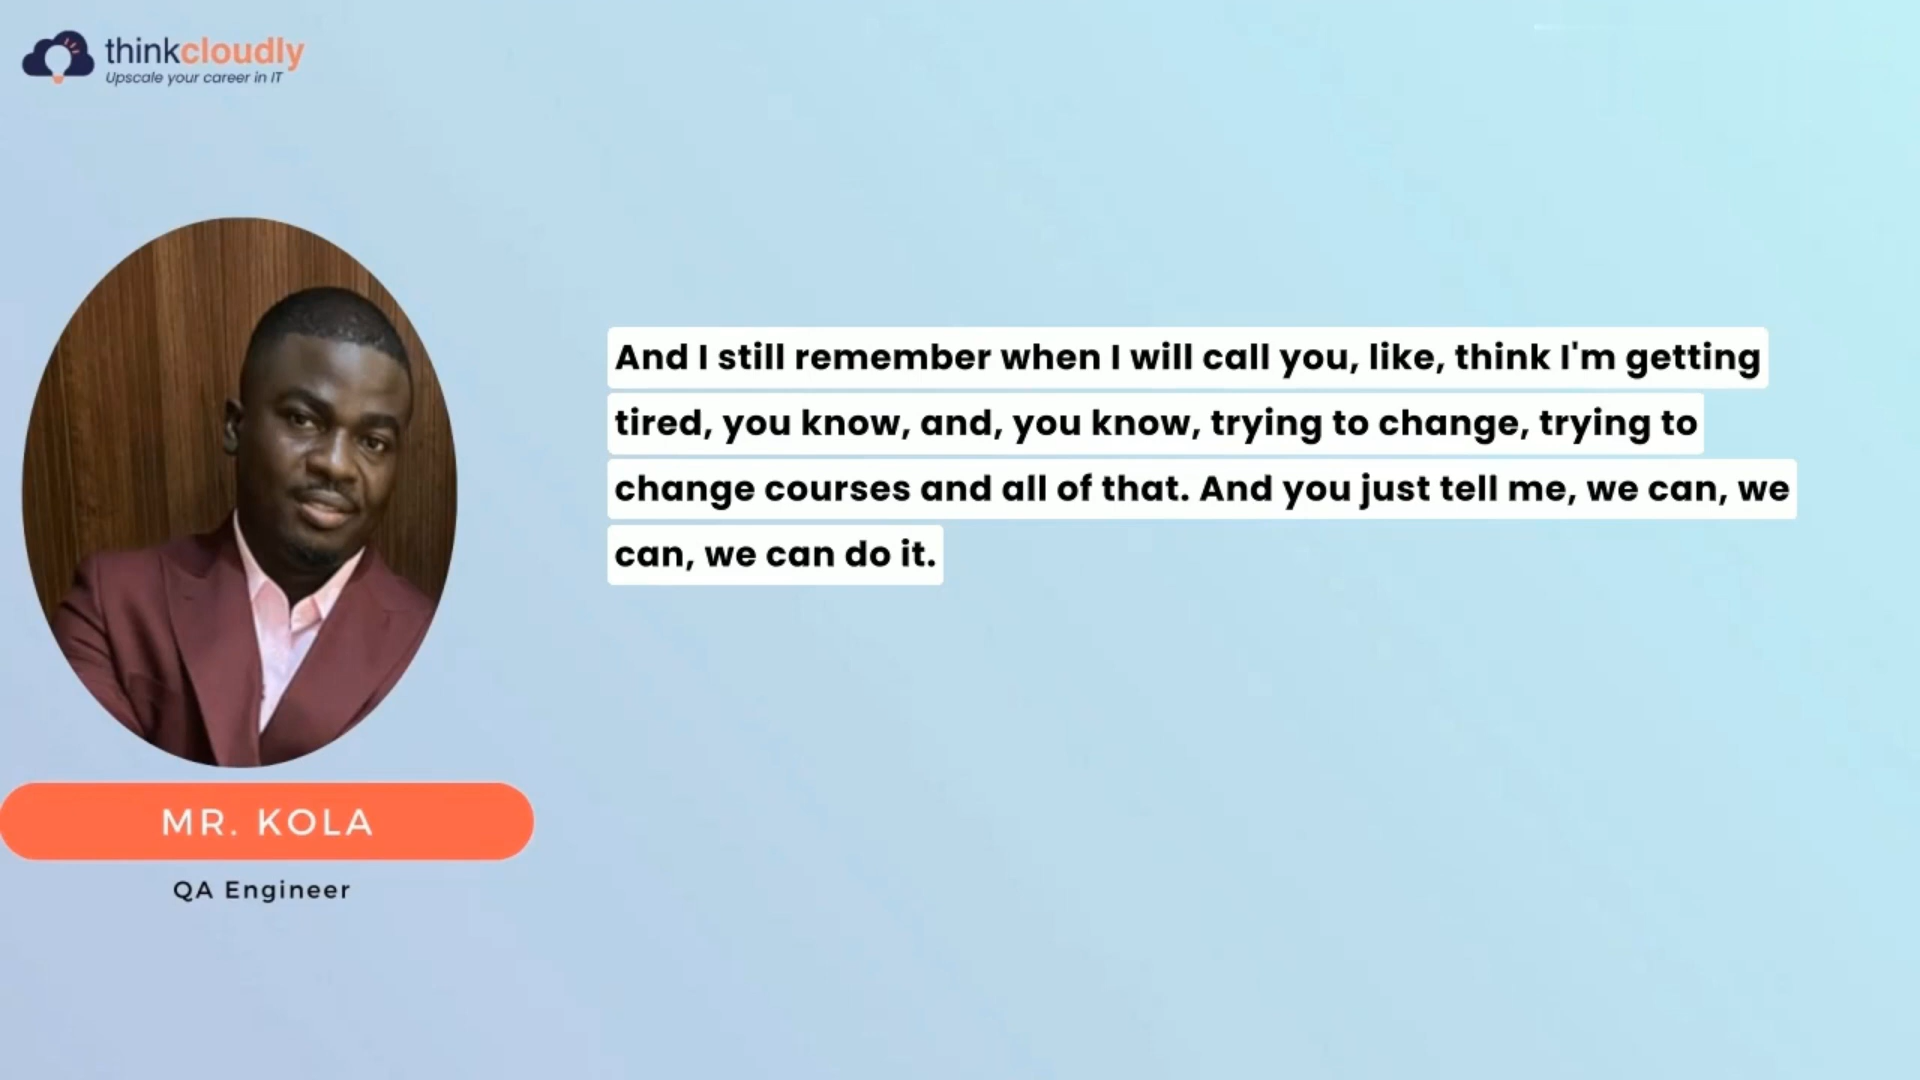 thinkcloudly
Upscale your career in IT
And I still remember when I will call you, like, think I'm getting
tired, you know, and, you know, trying to change, trying to
change courses and all of that. And you just tell me, we can, we
can, we can do it.
MR. KOLA
QA Engineer